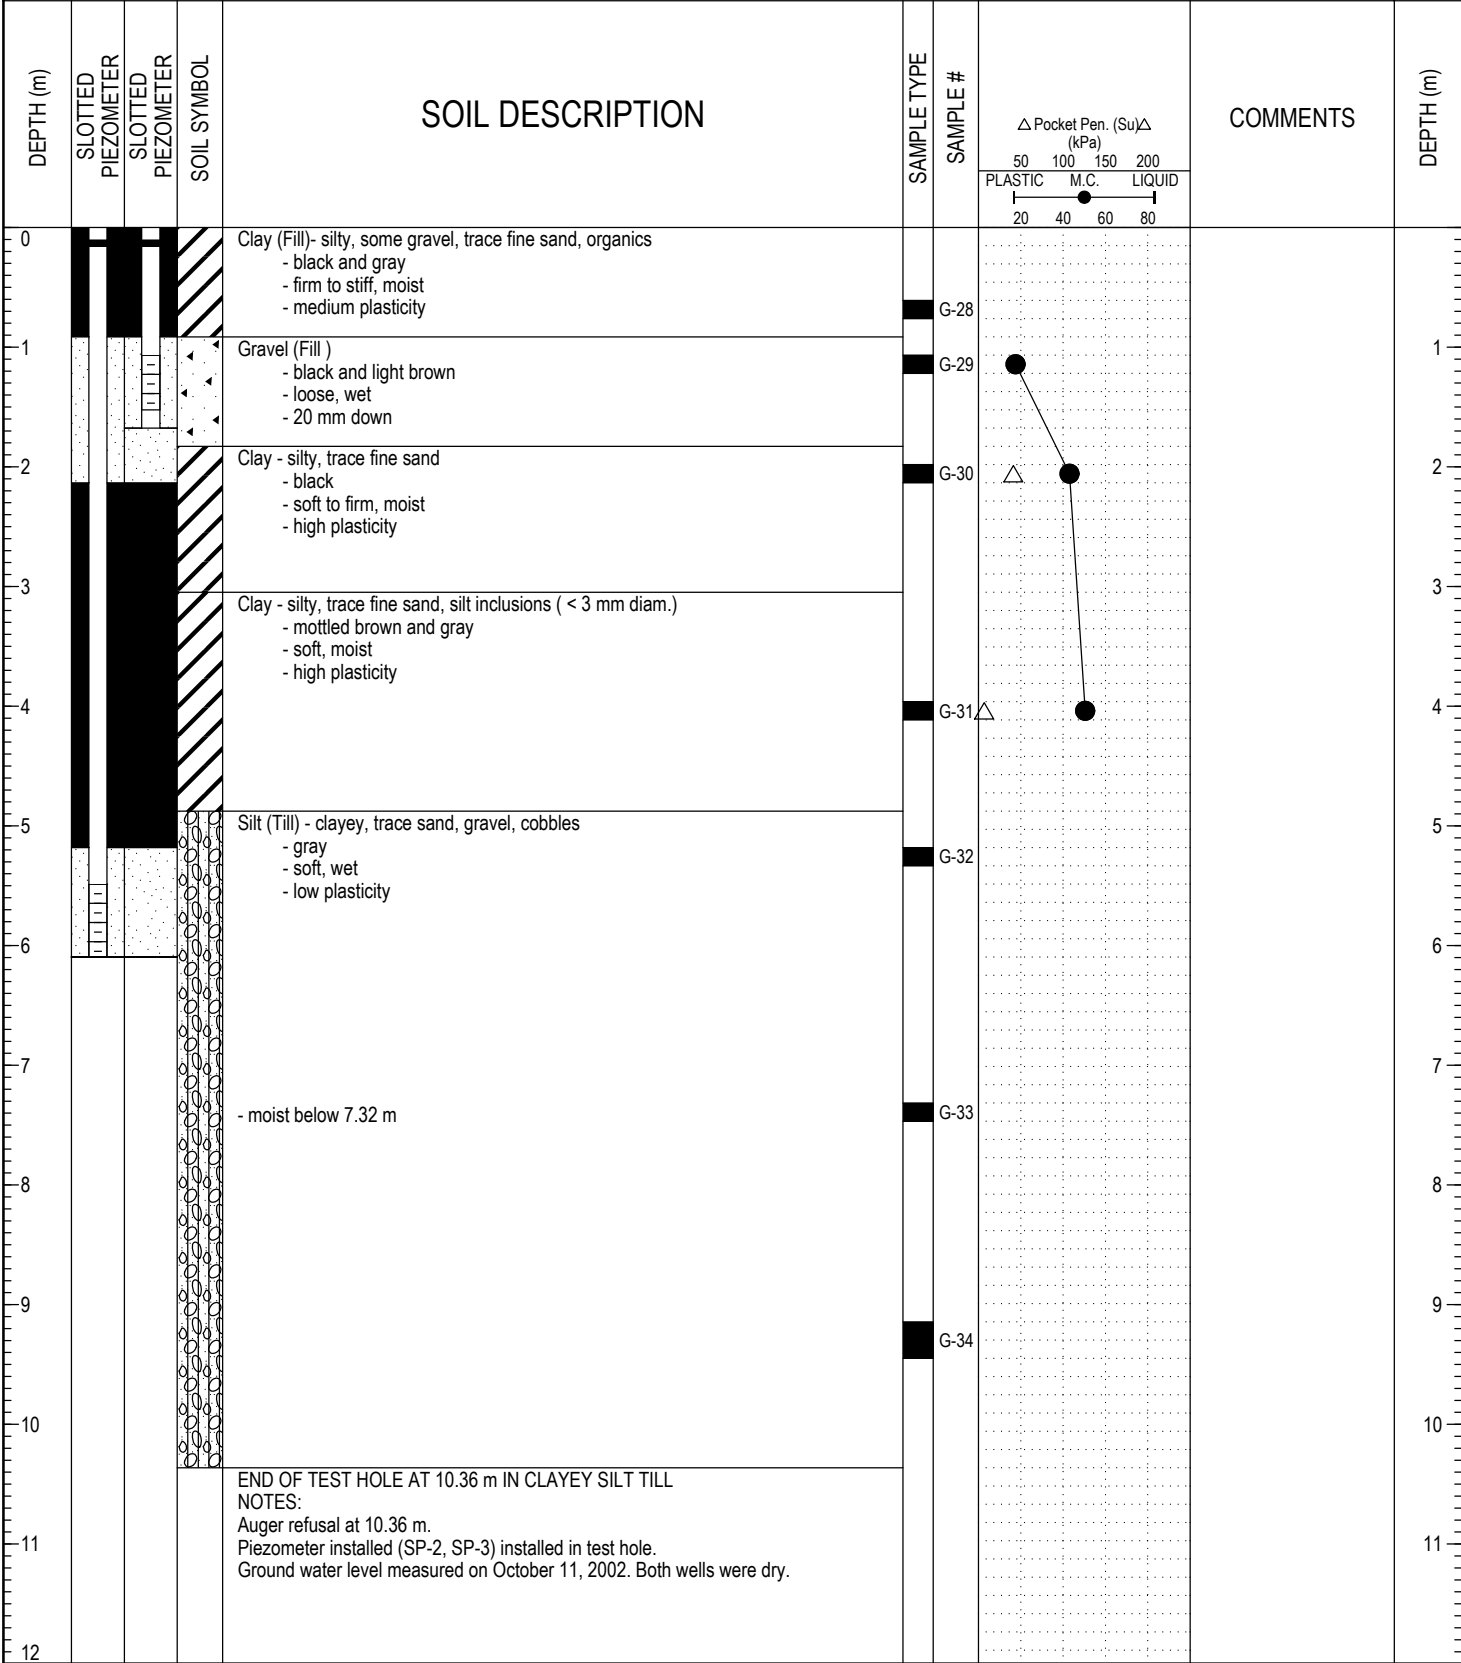 DEPTH (m)
SLOTTED
PIEZOMETER
SLOTTED
PIEZOMETER
SOIL SYMBOL
SOIL DESCRIPTION
SAMPLE TYPE
SAMPLE #
△ Pocket Pen. (Su)△
(kPa)
50 100 150 200
PLASTIC M.C. LIQUID
20 40 60 80
COMMENTS
DEPTH (m)
0
Clay (Fill)- silty, some gravel, trace fine sand, organics
- black and gray
- firm to stiff, moist
- medium plasticity
G-28
1
Gravel (Fill )
- black and light brown
- loose, wet
- 20 mm down
G-29
1
2
Clay - silty, trace fine sand
- black
- soft to firm, moist
- high plasticity
G-30
2
3
Clay - silty, trace fine sand, silt inclusions ( < 3 mm diam.)
- mottled brown and gray
- soft, moist
- high plasticity
3
4
G-31
4
5
Silt (Till) - clayey, trace sand, gravel, cobbles
- gray
- soft, wet
- low plasticity
G-32
5
6
6
7
- moist below 7.32 m
G-33
7
8
8
9
G-34
9
10
10
END OF TEST HOLE AT 10.36 m IN CLAYEY SILT TILL
NOTES:
Auger refusal at 10.36 m.
Piezometer installed (SP-2, SP-3) installed in test hole.
Ground water level measured on October 11, 2002. Both wells were dry.
11
11
12